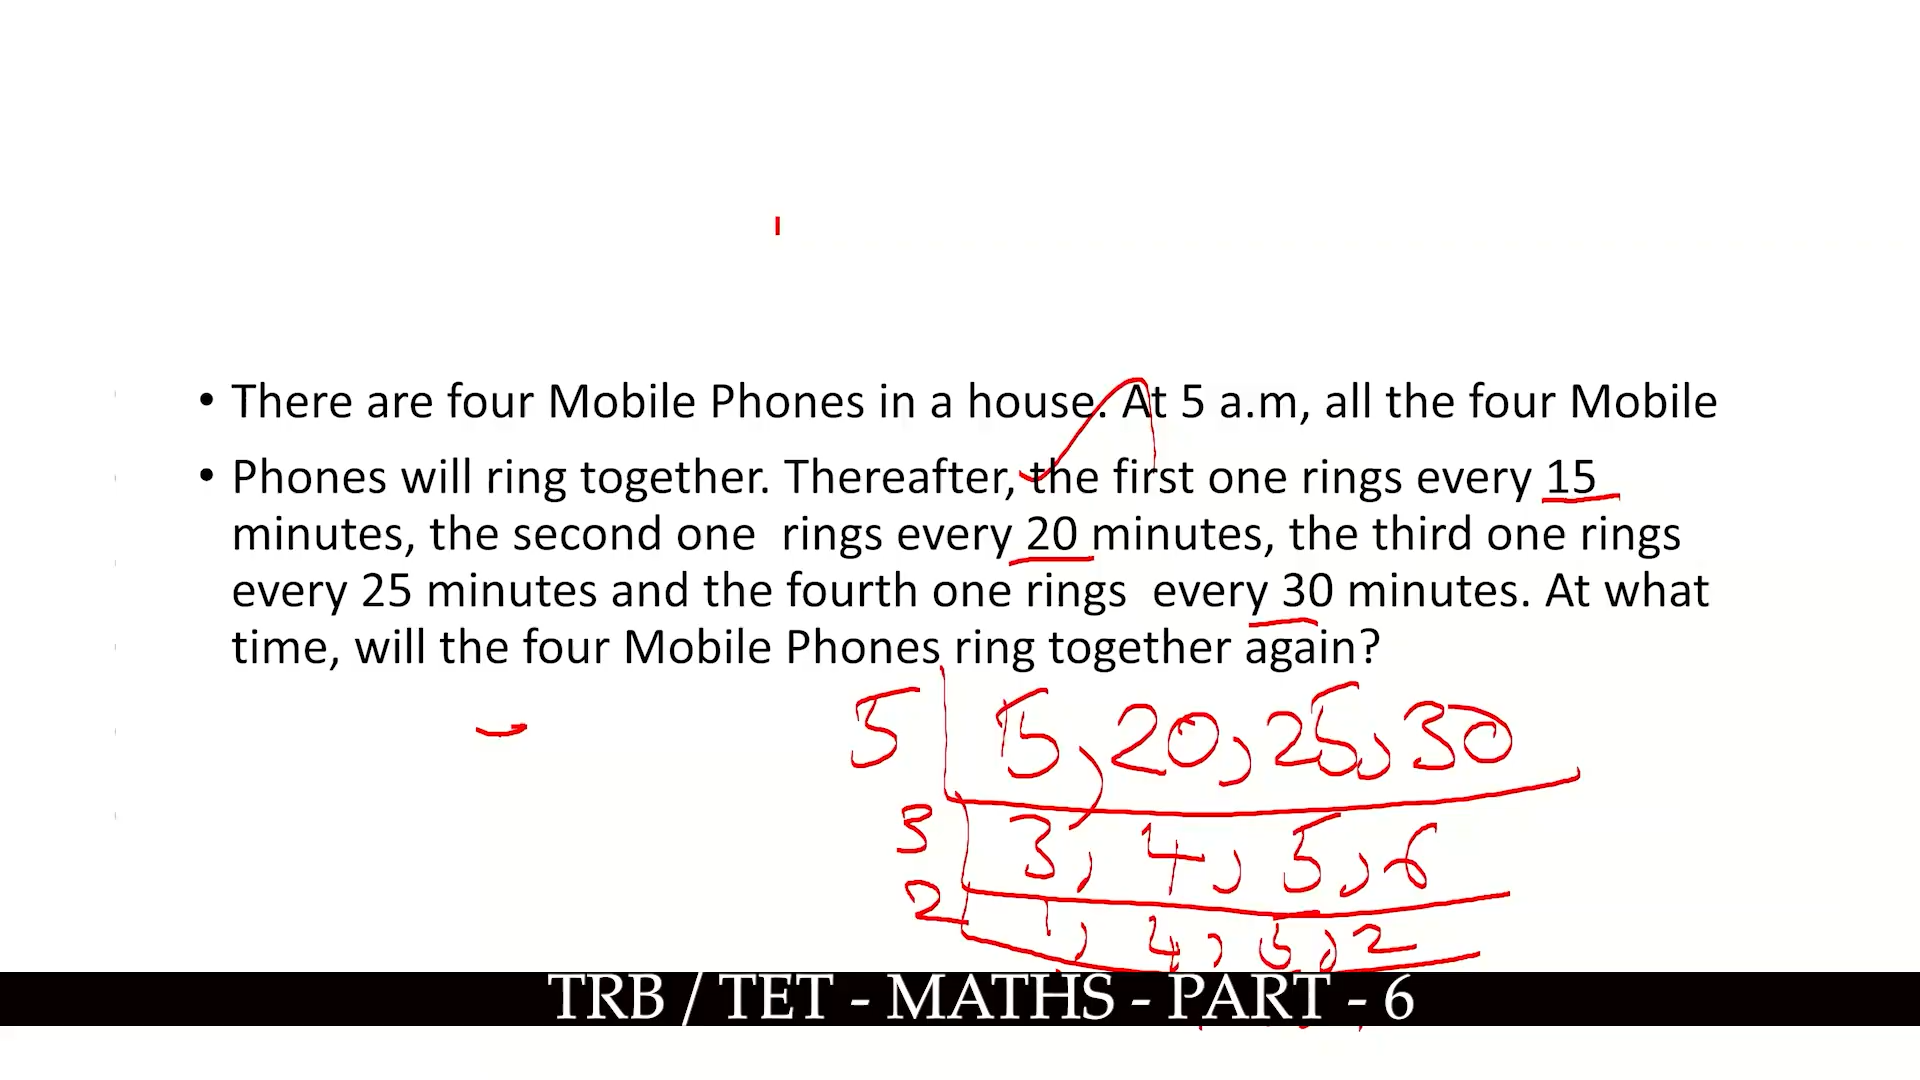 • There are four Mobile Phones in a house. At 5 a.m, all the four Mobile
• Phones will ring together. Thereafter, the first one rings every 15
minutes, the second one rings every 20 minutes, the third one rings
every 25 minutes and the fourth one rings every 30 minutes. At what
time, will the four Mobile Phones ring together again?
5 15, 20, 25, 30
3 3, 4, 5, 6
2 1, 4, 5, 2
TRB / TET - MATHS - PART - 6